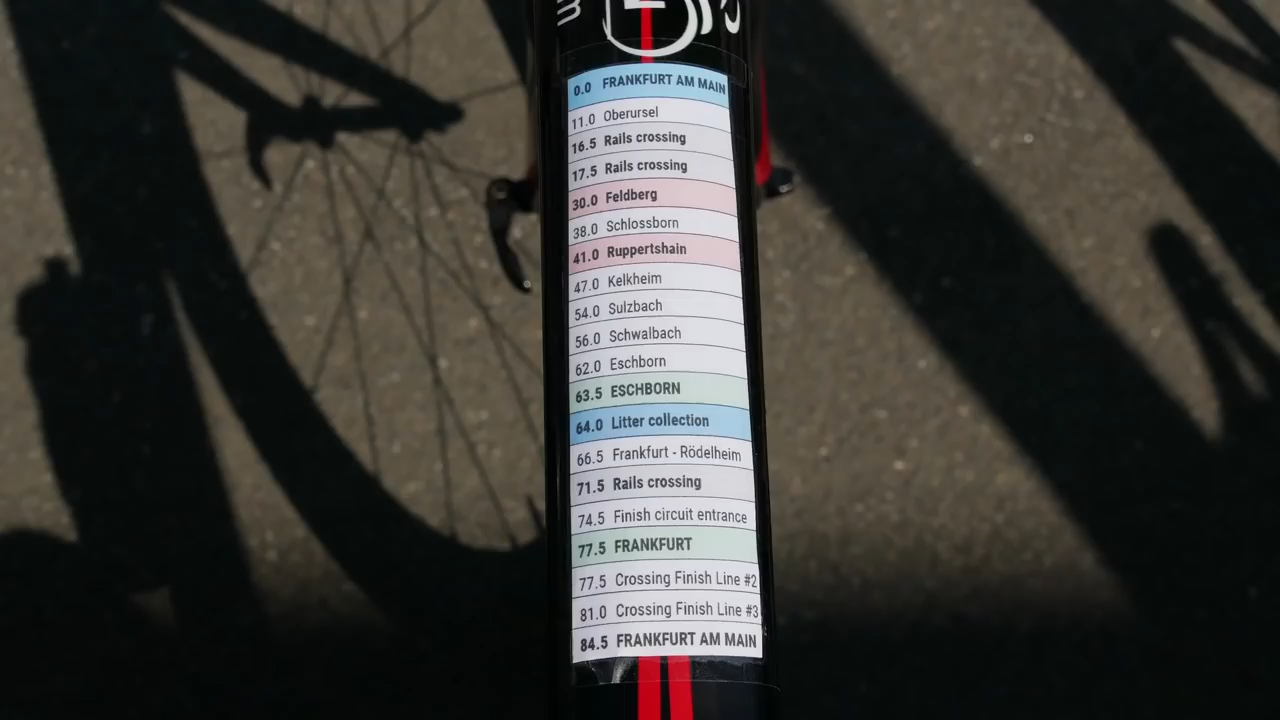 0.0 FRANKFURT AM MAIN
11.0 Oberursel
16.5 Rails crossing
17.5 Rails crossing
30.0 Feldberg
38.0 Schlossborn
41.0 Ruppertshain
47.0 Kelkheim
54.0 Sulzbach
56.0 Schwalbach
62.0 Eschborn
63.5 ESCHBORN
64.0 Litter collection
66.5 Frankfurt - Rödelheim
71.5 Rails crossing
74.5 Finish circuit entrance
77.5 FRANKFURT
77.5 Crossing Finish Line #2
81.0 Crossing Finish Line #3
84.5 FRANKFURT AM MAIN